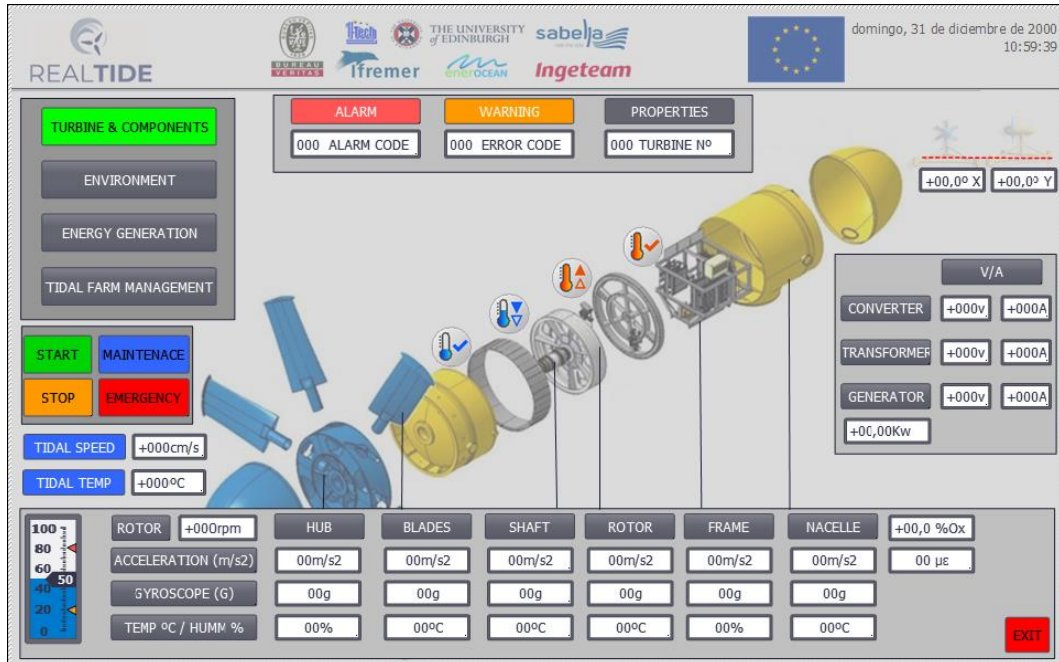 REALTIDE
BUREAU VERITAS
1-Tech
THE UNIVERSITY of EDINBURGH
sabella
Ifremer
enerOCEAN
Ingeteam
domingo, 31 de diciembre de 2000
10:59:39
TURBINE & COMPONENTS
ENVIRONMENT
ENERGY GENERATION
TIDAL FARM MANAGEMENT
ALARM WARNING PROPERTIES
000 ALARM CODE 000 ERROR CODE 000 TURBINE Nº
+00,0º X +00,0º Y
V/A
CONVERTER +000v +000A
TRANSFORMER +000v +000A
GENERATOR +000v +000A
+00,00Kw
START MAINTENACE
STOP EMERGENCY
TIDAL SPEED +000cm/s
TIDAL TEMP +000ºC
100
80
60
50
40
20
0
ROTOR +000rpm HUB BLADES SHAFT ROTOR FRAME NACELLE +00,0 %Ox
ACCELERATION (m/s2) 00m/s2 00m/s2 00m/s2 00m/s2 00m/s2 00m/s2 00 µε
GYROSCOPE (G) 00g 00g 00g 00g 00g 00g
TEMP ºC / HUMM % 00% 00ºC 00ºC 00ºC 00% 00ºC
EXIT